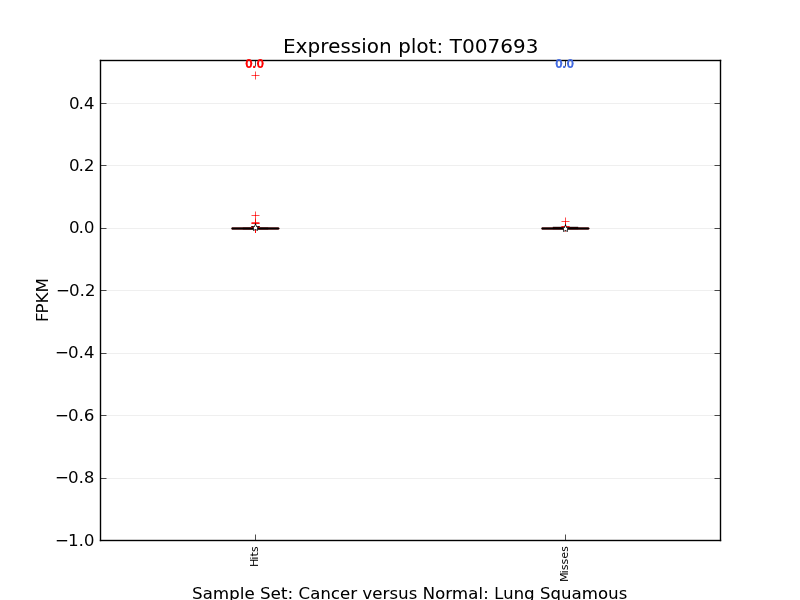 Expression plot: T007693
0.0
0.0
0.4
0.2
0.0
−0.2
−0.4
−0.6
−0.8
−1.0
FPKM
Hits
Misses
Sample Set: Cancer versus Normal: Lung Squamous